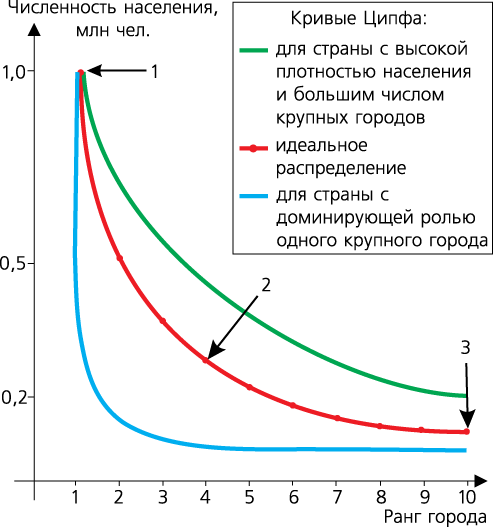 Численность населения,
млн чел.
Кривые Ципфа:
для страны с высокой
плотностью населения
и большим числом
крупных городов
идеальное
распределение
для страны с
доминирующей ролью
одного крупного города
1,0
1
0,5
2
3
0,2
1 2 3 4 5 6 7 8 9 10
Ранг города